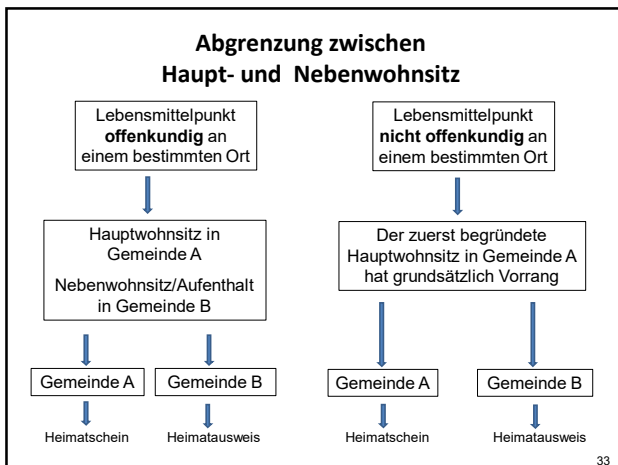 Abgrenzung zwischen
Haupt- und Nebenwohnsitz
Lebensmittelpunkt
offenkundig an
einem bestimmten Ort
Hauptwohnsitz in
Gemeinde A
Nebenwohnsitz/Aufenthalt
in Gemeinde B
Gemeinde A
Gemeinde B
Heimatschein
Heimatausweis
Lebensmittelpunkt
nicht offenkundig an
einem bestimmten Ort
Der zuerst begründete
Hauptwohnsitz in Gemeinde A
hat grundsätzlich Vorrang
Gemeinde A
Gemeinde B
Heimatschein
Heimatausweis
33